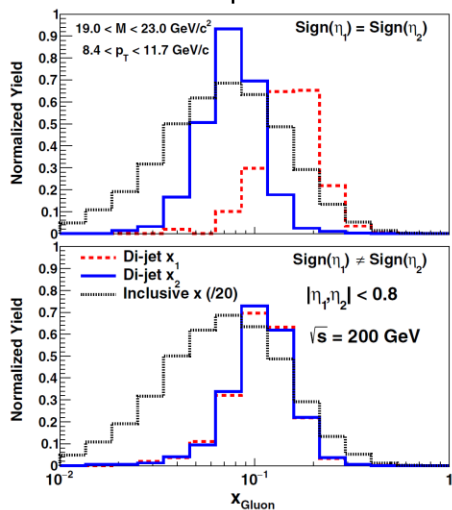 19.0 < M < 23.0 GeV/c²
8.4 < p_T < 11.7 GeV/c
Sign(η₁) = Sign(η₂)
Normalized Yield
1
0.9
0.8
0.7
0.6
0.5
0.4
0.3
0.2
0.1
0
Di-jet x₁
Di-jet x₂
Inclusive x (/20)
Sign(η₁) ≠ Sign(η₂)
|η₁,η₂| < 0.8
√s = 200 GeV
Normalized Yield
0.9
0.8
0.7
0.6
0.5
0.4
0.3
0.2
0.1
0
10⁻²
10⁻¹
1
x_Gluon